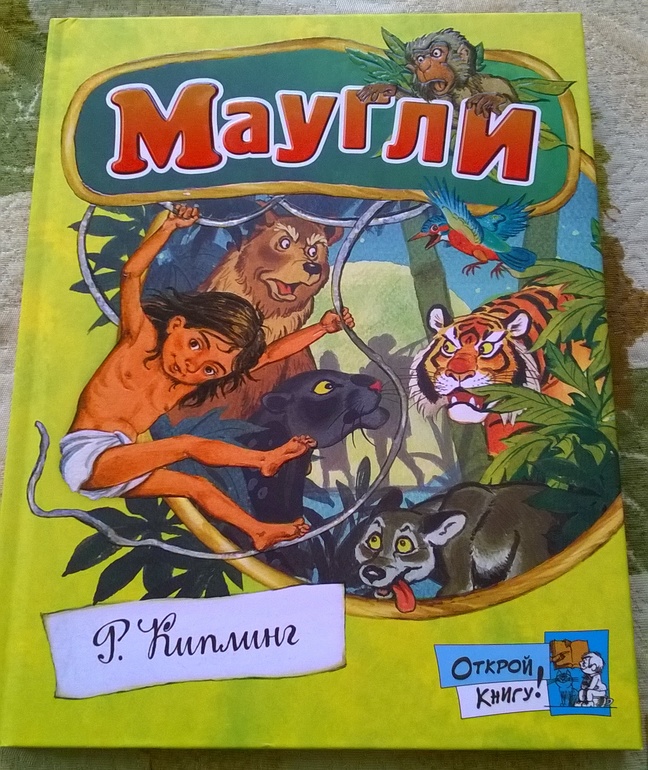 Маугли
Р. Киплинг
Открой
книгу!